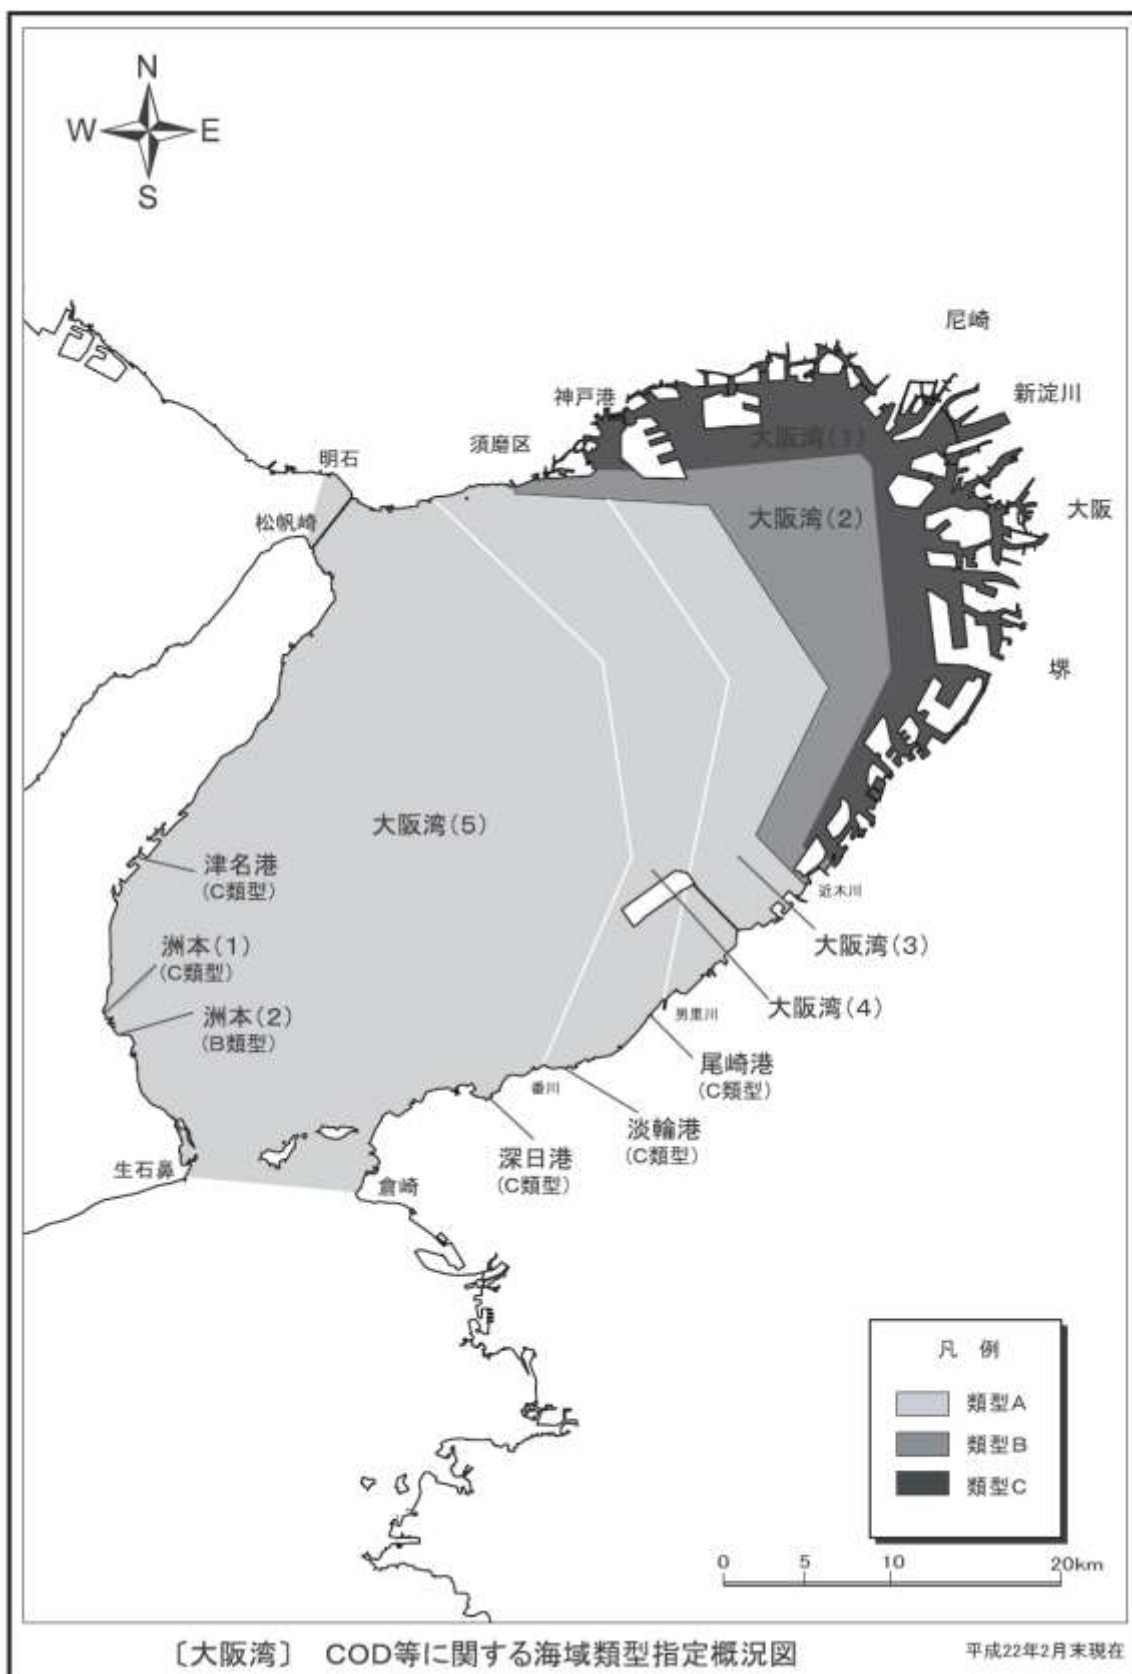 N
W E
S
尼崎
新淀川
神戸港
大阪湾(1)
須磨区
明石
松帆崎
大阪湾(2)
大阪
堺
大阪湾(5)
津名港
(C類型)
近木川
大阪湾(3)
洲本(1)
(C類型)
大阪湾(4)
洲本(2)
(B類型)
男里川
尾崎港
(C類型)
番川
淡輪港
(C類型)
深日港
(C類型)
生石鼻
倉崎
凡 例
類型A
類型B
類型C
0 5 10 20km
〔大阪湾〕 COD等に関する海域類型指定概況図
平成22年2月末現在